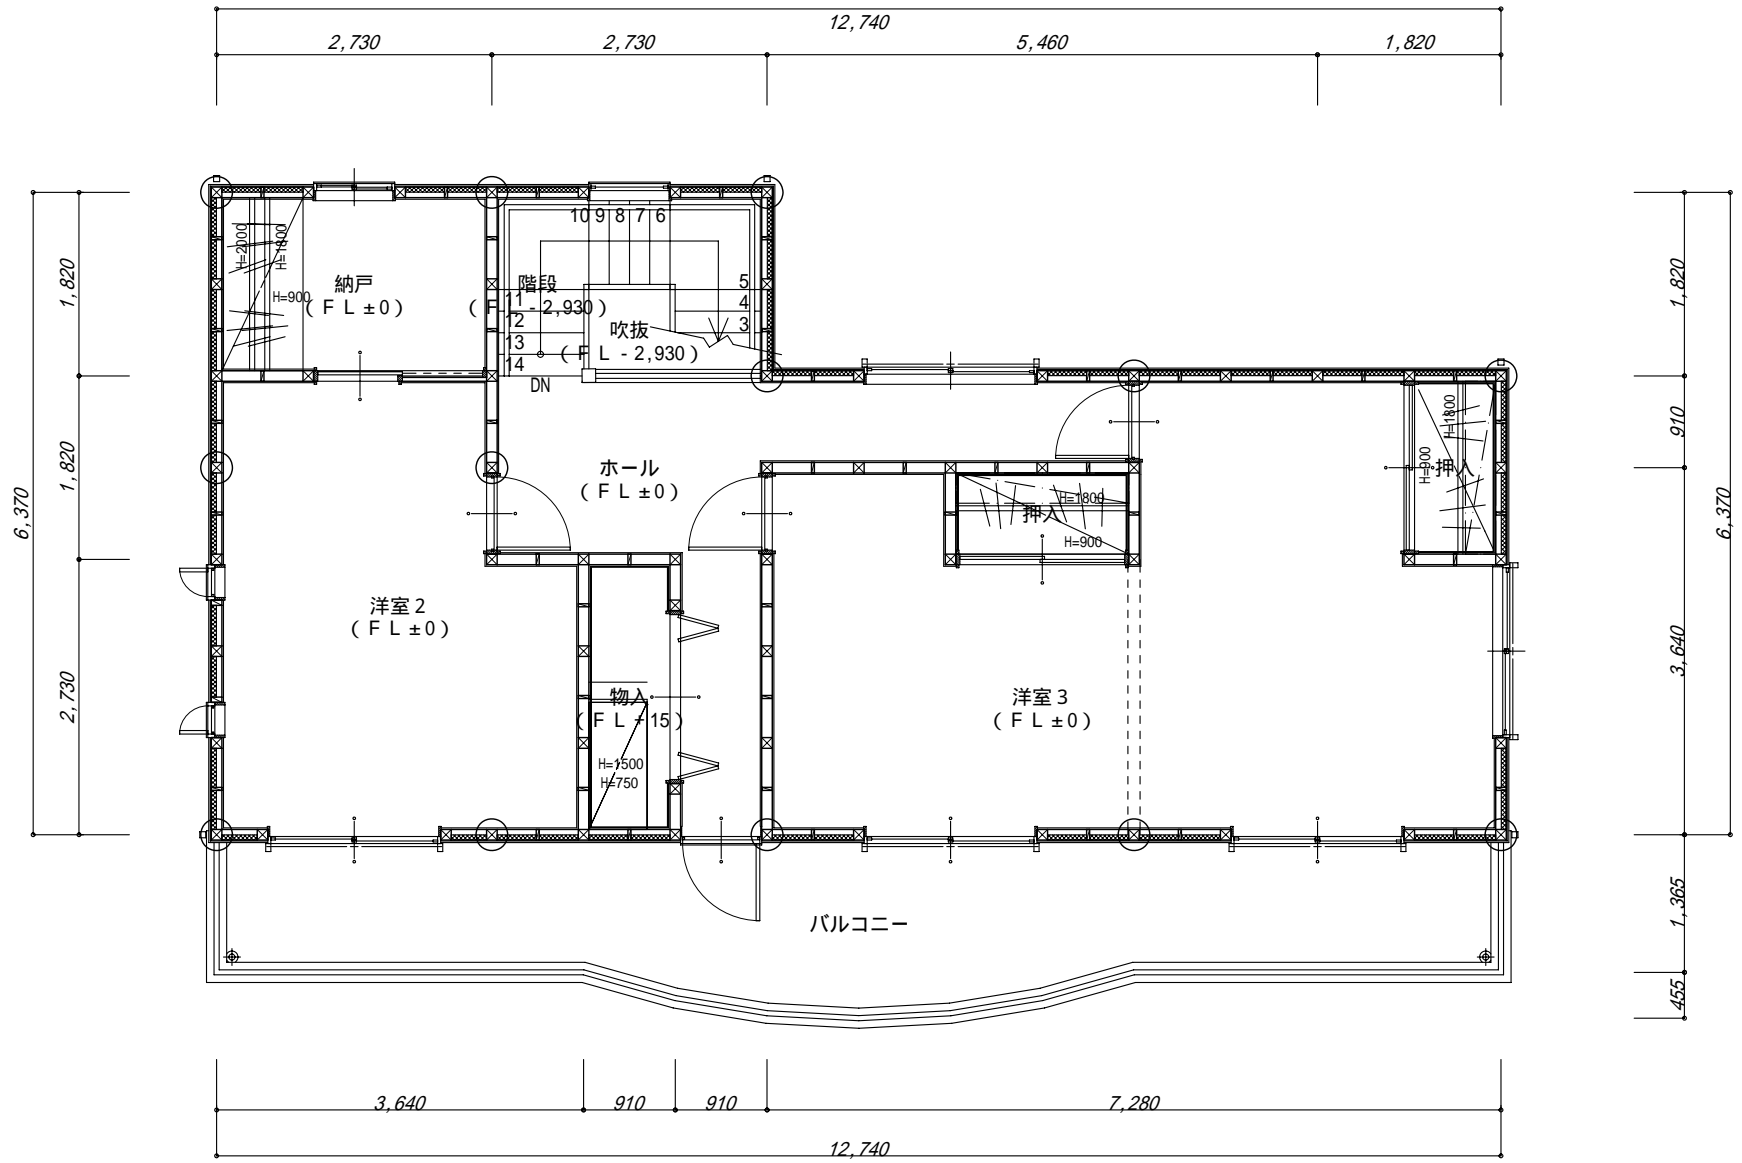 12,740
2,730
2,730
5,460
1,820
10 9 8 7 6
H=2000
H=1800
H=900
納戸
(FL±0)
階段
(FL-2,930)
5
4
3
11
12
13
14
吹抜
(FL-2,930)
DN
1,820
1,820
2,730
6,370
1,820
910
3,640
6,370
1,365
455
ホール
(FL±0)
H=1800
押入
H=900
H=1800
H=900
押入
洋室2
(FL±0)
物入
(FL+15)
H=1500
H=750
洋室3
(FL±0)
バルコニー
3,640
910
910
7,280
12,740